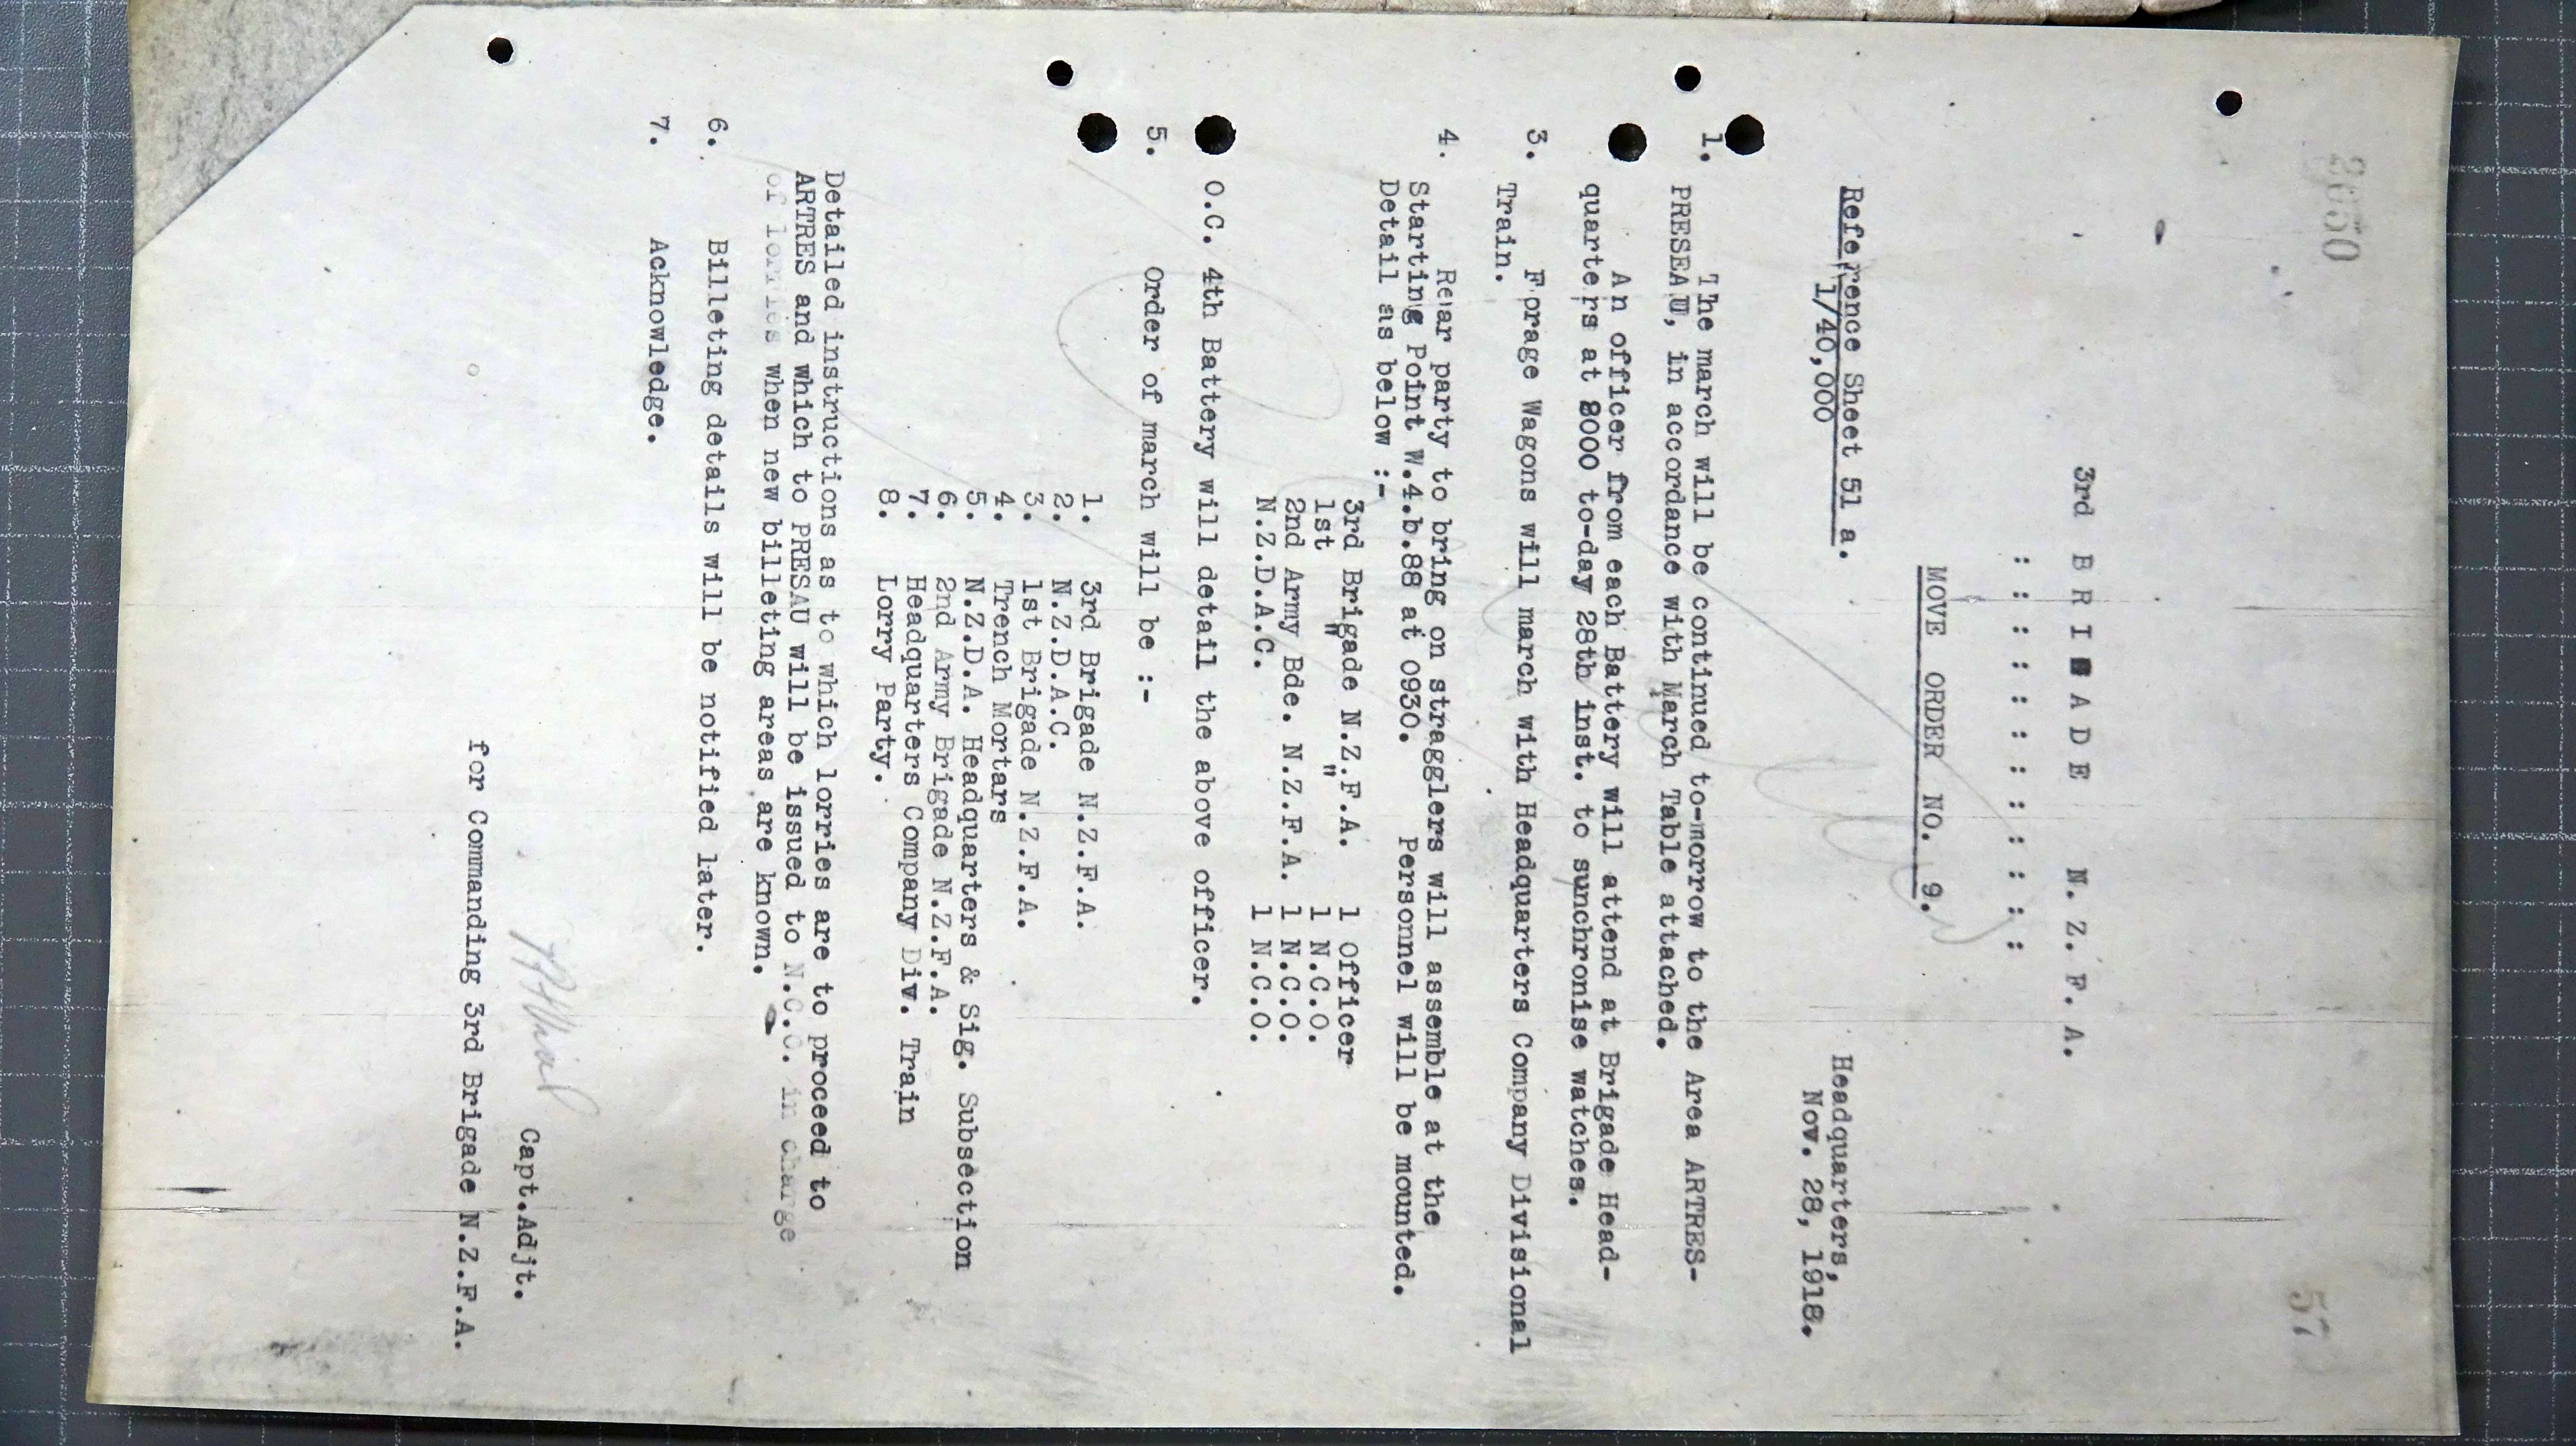 2650
57
3rd B R I G A D E   N. Z. F. A.
: : : : : : : : : : : :
MOVE ORDER NO. 9.
Headquarters,
Nov. 28, 1918.
Reference Sheet 51 a.
1/40,000
1. The march will be continued to-morrow to the Area ARTRES-
PRESEAU, in accordance with March Table attached.
An officer from each Battery will attend at Brigade Head-
quarters at 2000 to-day 28th inst. to sunchronise watches.
3. Forage Wagons will march with Headquarters Company Divisional
Train.
4. Rear party to bring on stragglers will assemble at the
Starting Point W.4.b.88 at 0930. Personnel will be mounted.
Detail as below :-
3rd Brigade N.Z.F.A. 1 Officer
1st " " 1 N.C.O.
2nd Army Bde. N.Z.F.A. 1 N.C.O.
N.Z.D.A.C. 1 N.C.O.
O.C. 4th Battery will detail the above officer.
5. Order of march will be :-
1. 3rd Brigade N.Z.F.A.
2. N.Z.D.A.C.
3. 1st Brigade N.Z.F.A.
4. Trench Mortars
5. N.Z.D.A. Headquarters & Sig. Subsection
6. 2nd Army Brigade N.Z.F.A.
7. Headquarters Company Div. Train
8. Lorry Party.
Detailed instructions as to which lorries are to proceed to
ARTRES and which to PRESAU will be issued to N.C.O. in charge
of lorries when new billeting areas are known.
6. Billeting details will be notified later.
7. Acknowledge.
Capt.Adjt.
for Commanding 3rd Brigade N.Z.F.A.